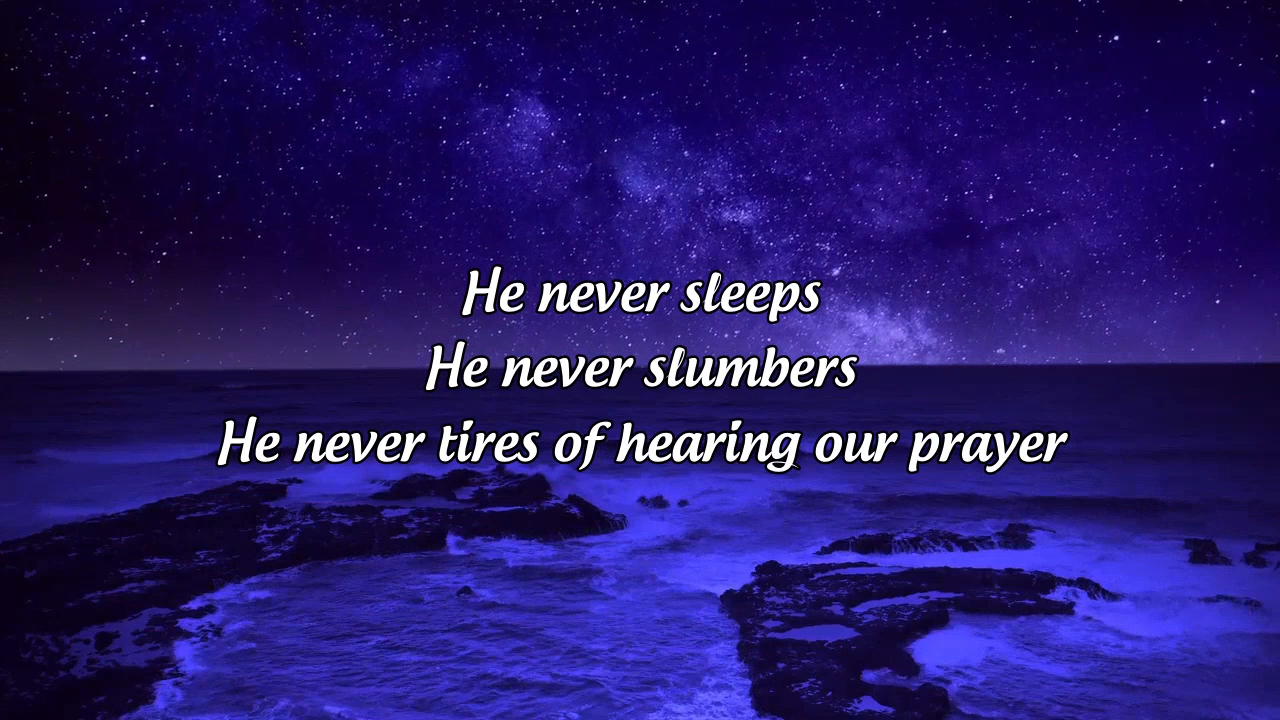 He never sleeps
He never slumbers
He never tires of hearing our prayer